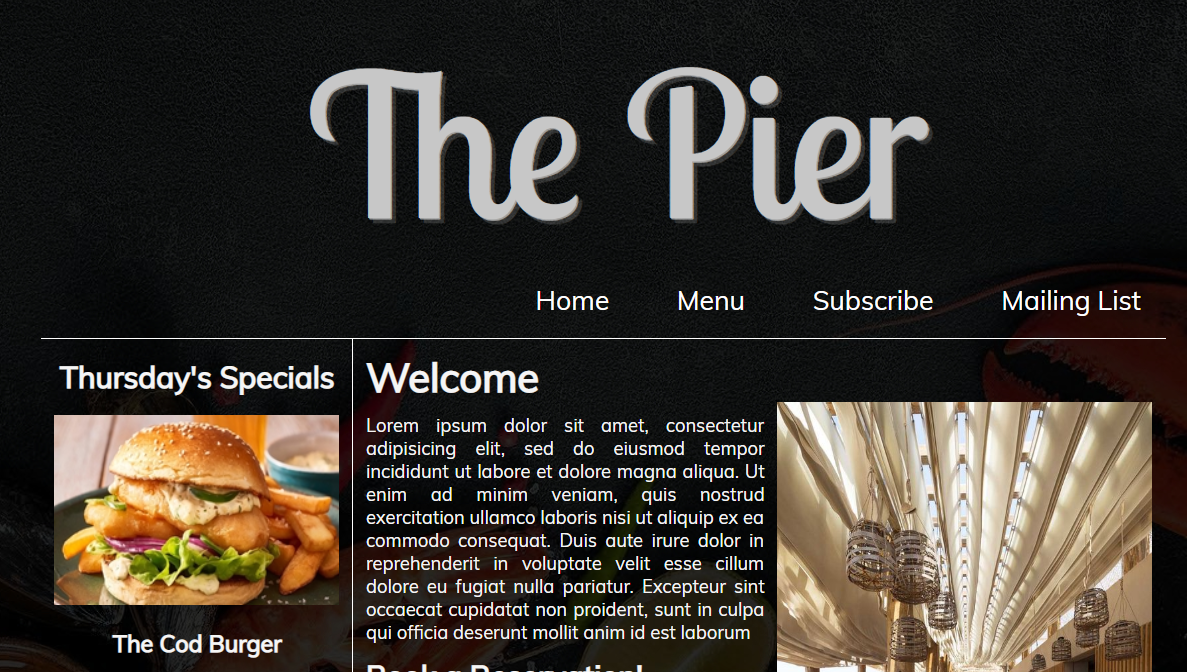 The Pier
Home Menu Subscribe Mailing List
Thursday's Specials
The Cod Burger
Welcome
Lorem ipsum dolor sit amet, consectetur
adipisicing elit, sed do eiusmod tempor
incididunt ut labore et dolore magna aliqua. Ut
enim ad minim veniam, quis nostrud
exercitation ullamco laboris nisi ut aliquip ex ea
commodo consequat. Duis aute irure dolor in
reprehenderit in voluptate velit esse cillum
dolore eu fugiat nulla pariatur. Excepteur sint
occaecat cupidatat non proident, sunt in culpa
qui officia deserunt mollit anim id est laborum
Book a Reservation!